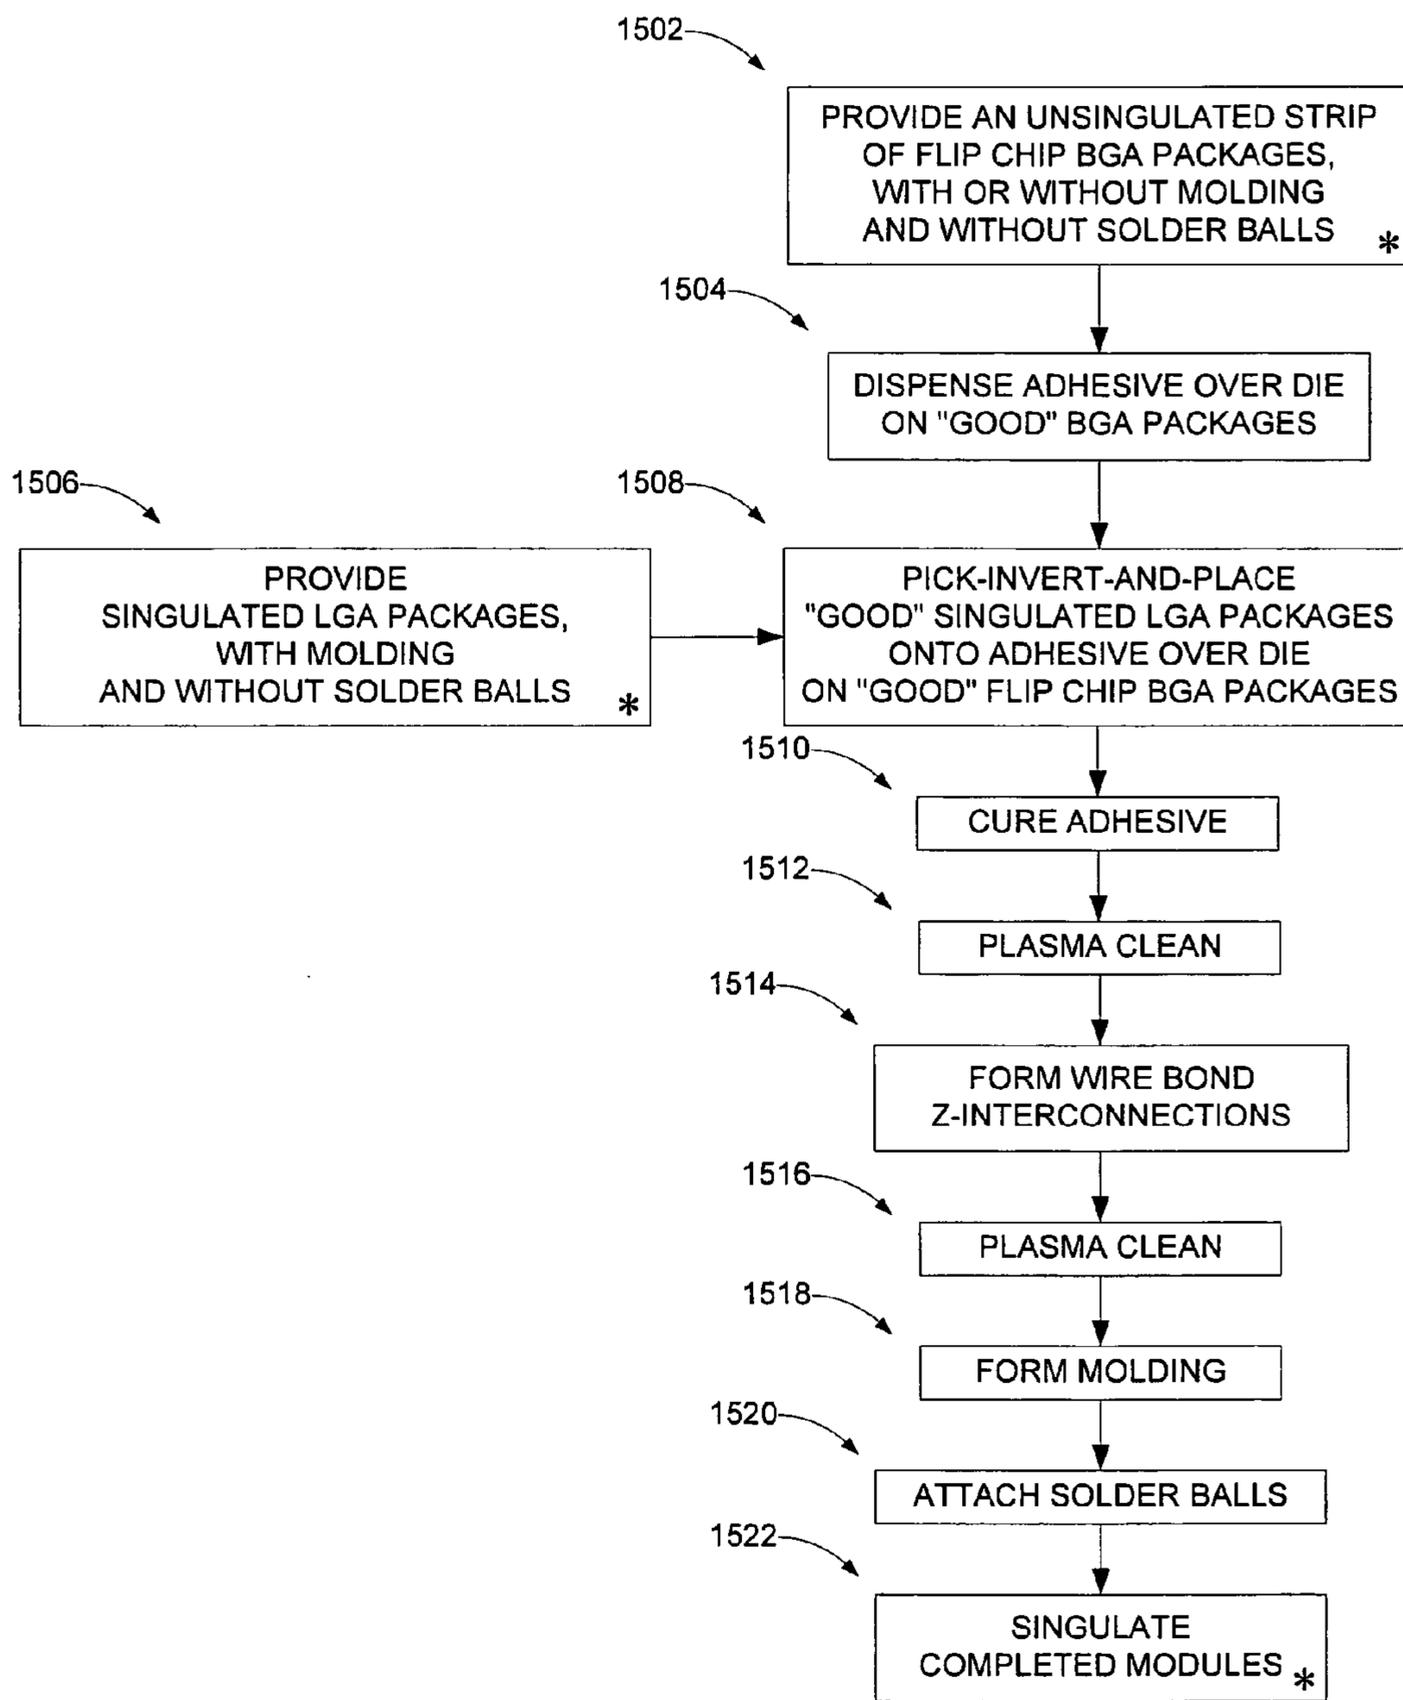 1502
PROVIDE AN UNSINGULATED STRIP
OF FLIP CHIP BGA PACKAGES,
WITH OR WITHOUT MOLDING
AND WITHOUT SOLDER BALLS *
1504
DISPENSE ADHESIVE OVER DIE
ON "GOOD" BGA PACKAGES
1506
PROVIDE
SINGULATED LGA PACKAGES,
WITH MOLDING
AND WITHOUT SOLDER BALLS *
1508
PICK-INVERT-AND-PLACE
"GOOD" SINGULATED LGA PACKAGES
ONTO ADHESIVE OVER DIE
ON "GOOD" FLIP CHIP BGA PACKAGES
1510
CURE ADHESIVE
1512
PLASMA CLEAN
1514
FORM WIRE BOND
Z-INTERCONNECTIONS
1516
PLASMA CLEAN
1518
FORM MOLDING
1520
ATTACH SOLDER BALLS
1522
SINGULATE
COMPLETED MODULES *